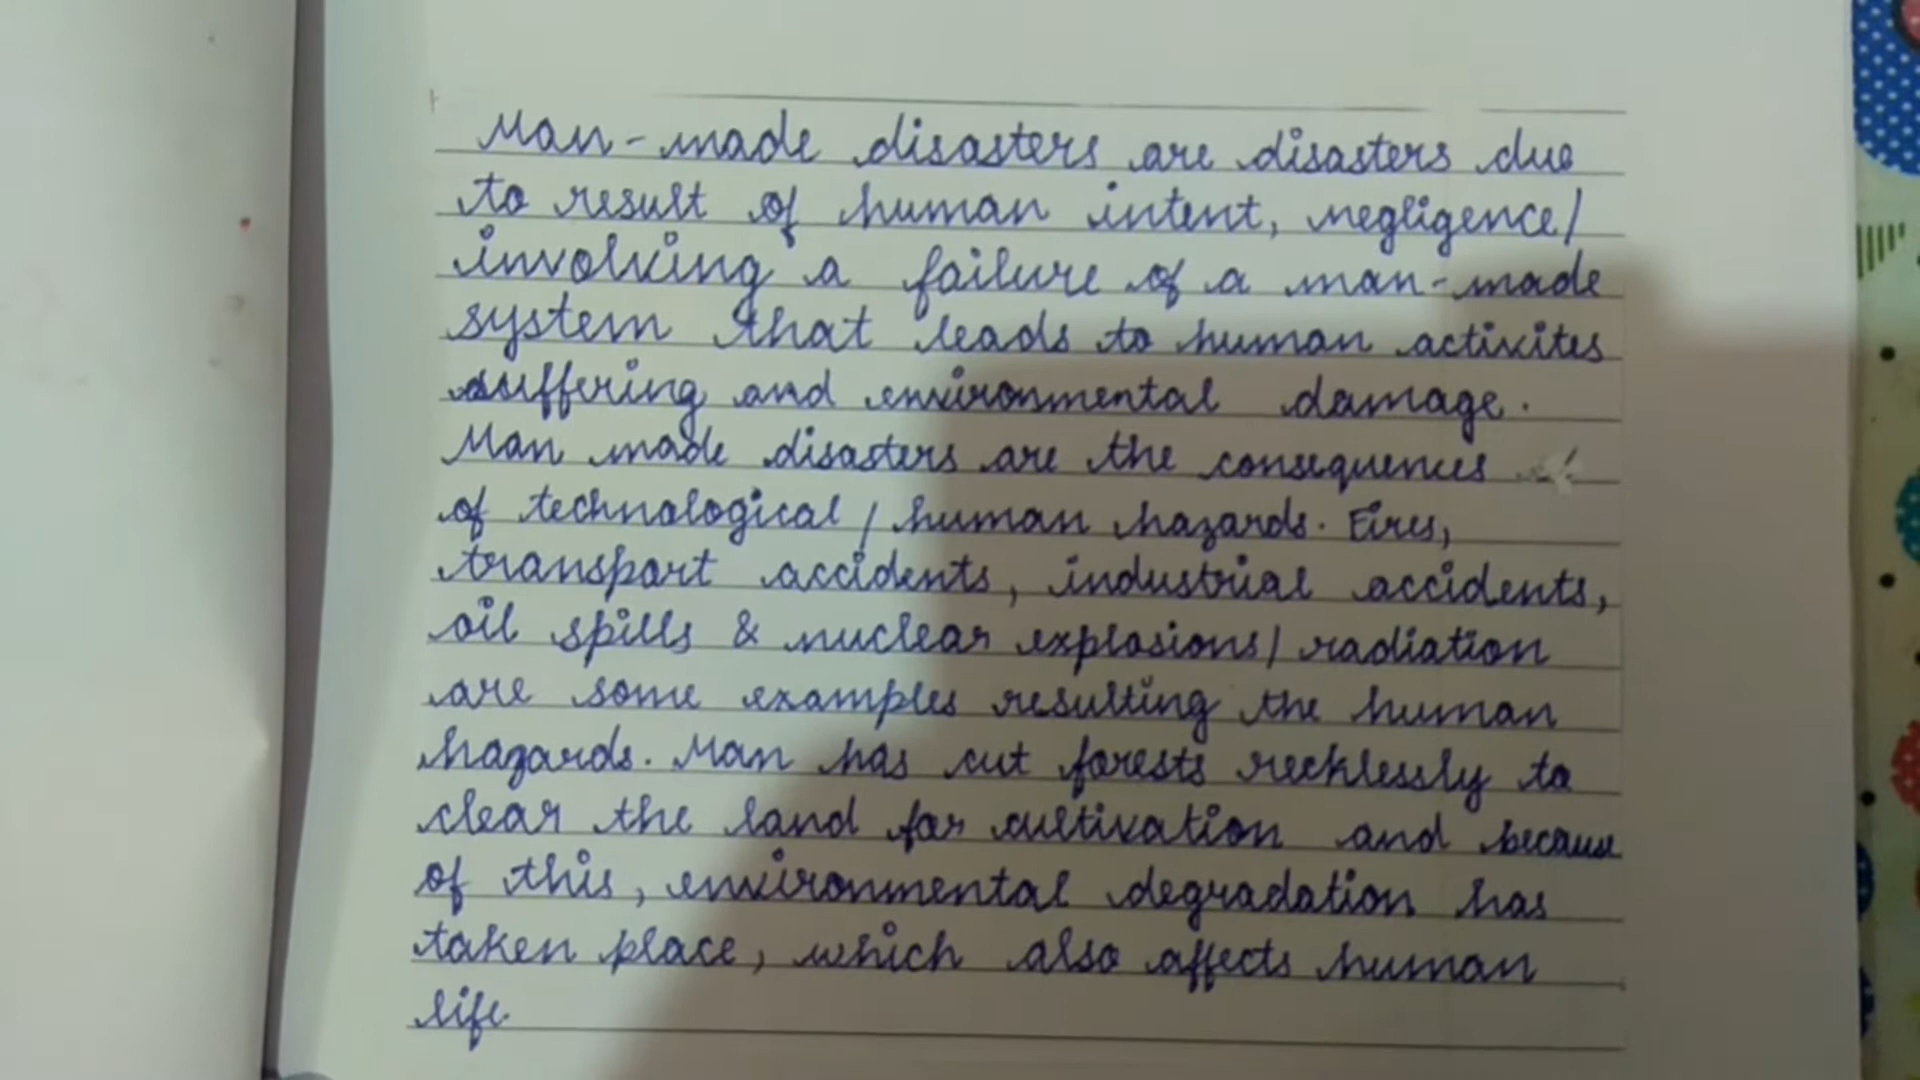 Man-made disasters are disasters due
to result of human intent, negligence/
involving a failure of a man-made
system that leads to human activites
suffering and environmental damage.
Man made disasters are the consequences
of technological / human hazards. Fires,
transport accidents, industrial accidents,
oil spills & nuclear explosions/ radiation
are some examples resulting the human
hazards. Man has cut forests recklessly to
clear the land for cultivation and because
of this, environmental degradation has
taken place, which also affects human
life.